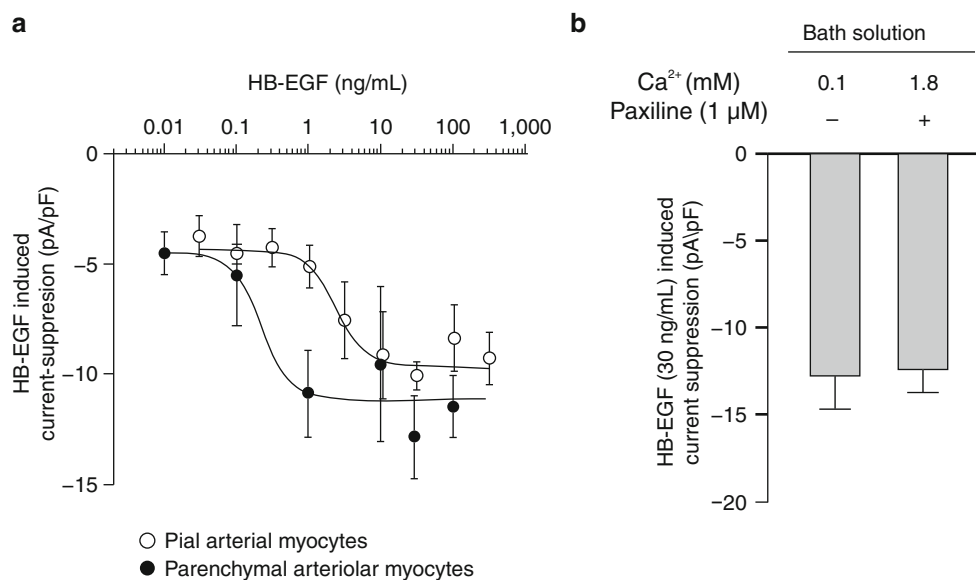 a
HB-EGF (ng/mL)
0.01 0.1 1 10 100 1,000
0
−5
−10
−15
HB-EGF induced
current-suppresion (pA/pF)
Pial arterial myocytes
Parenchymal arteriolar myocytes
b
Bath solution
Ca²⁺ (mM) 0.1 1.8
Paxiline (1 μM) − +
0
−5
−10
−15
−20
HB-EGF (30 ng/mL) induced
current suppression (pA\pF)